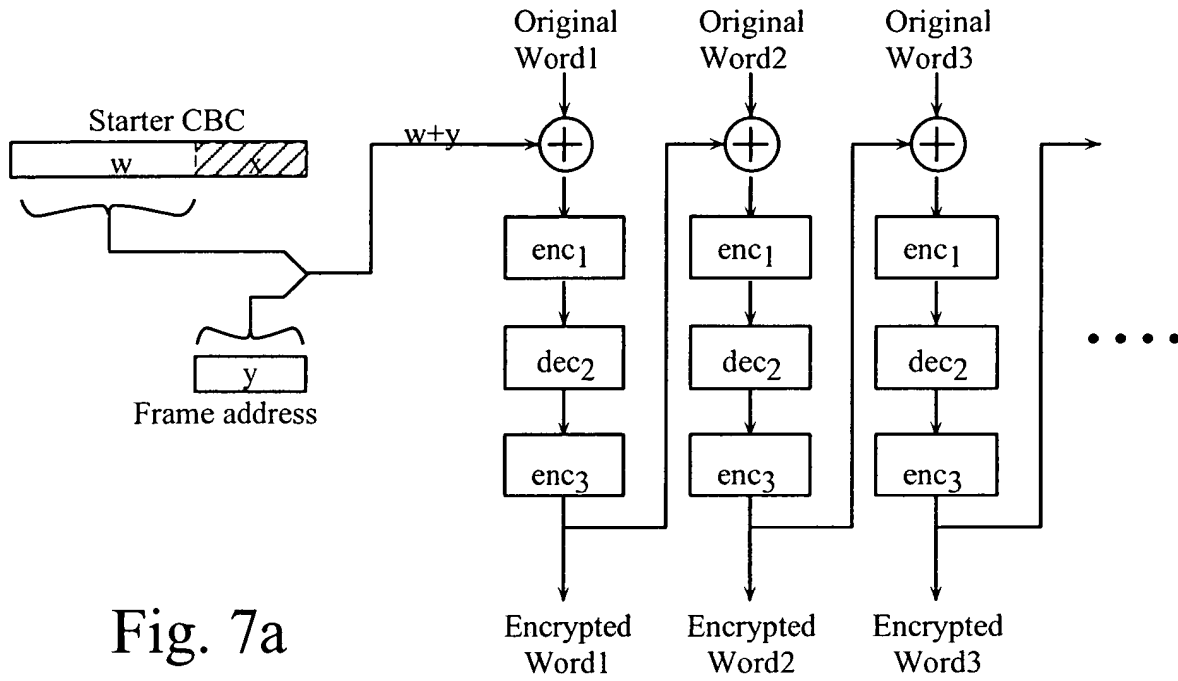 Original
Word1
Original
Word2
Original
Word3
Starter CBC
w
x
w+y
enc1
enc1
enc1
dec2
dec2
dec2
y
Frame address
enc3
enc3
enc3
Encrypted
Word1
Encrypted
Word2
Encrypted
Word3
Fig. 7a